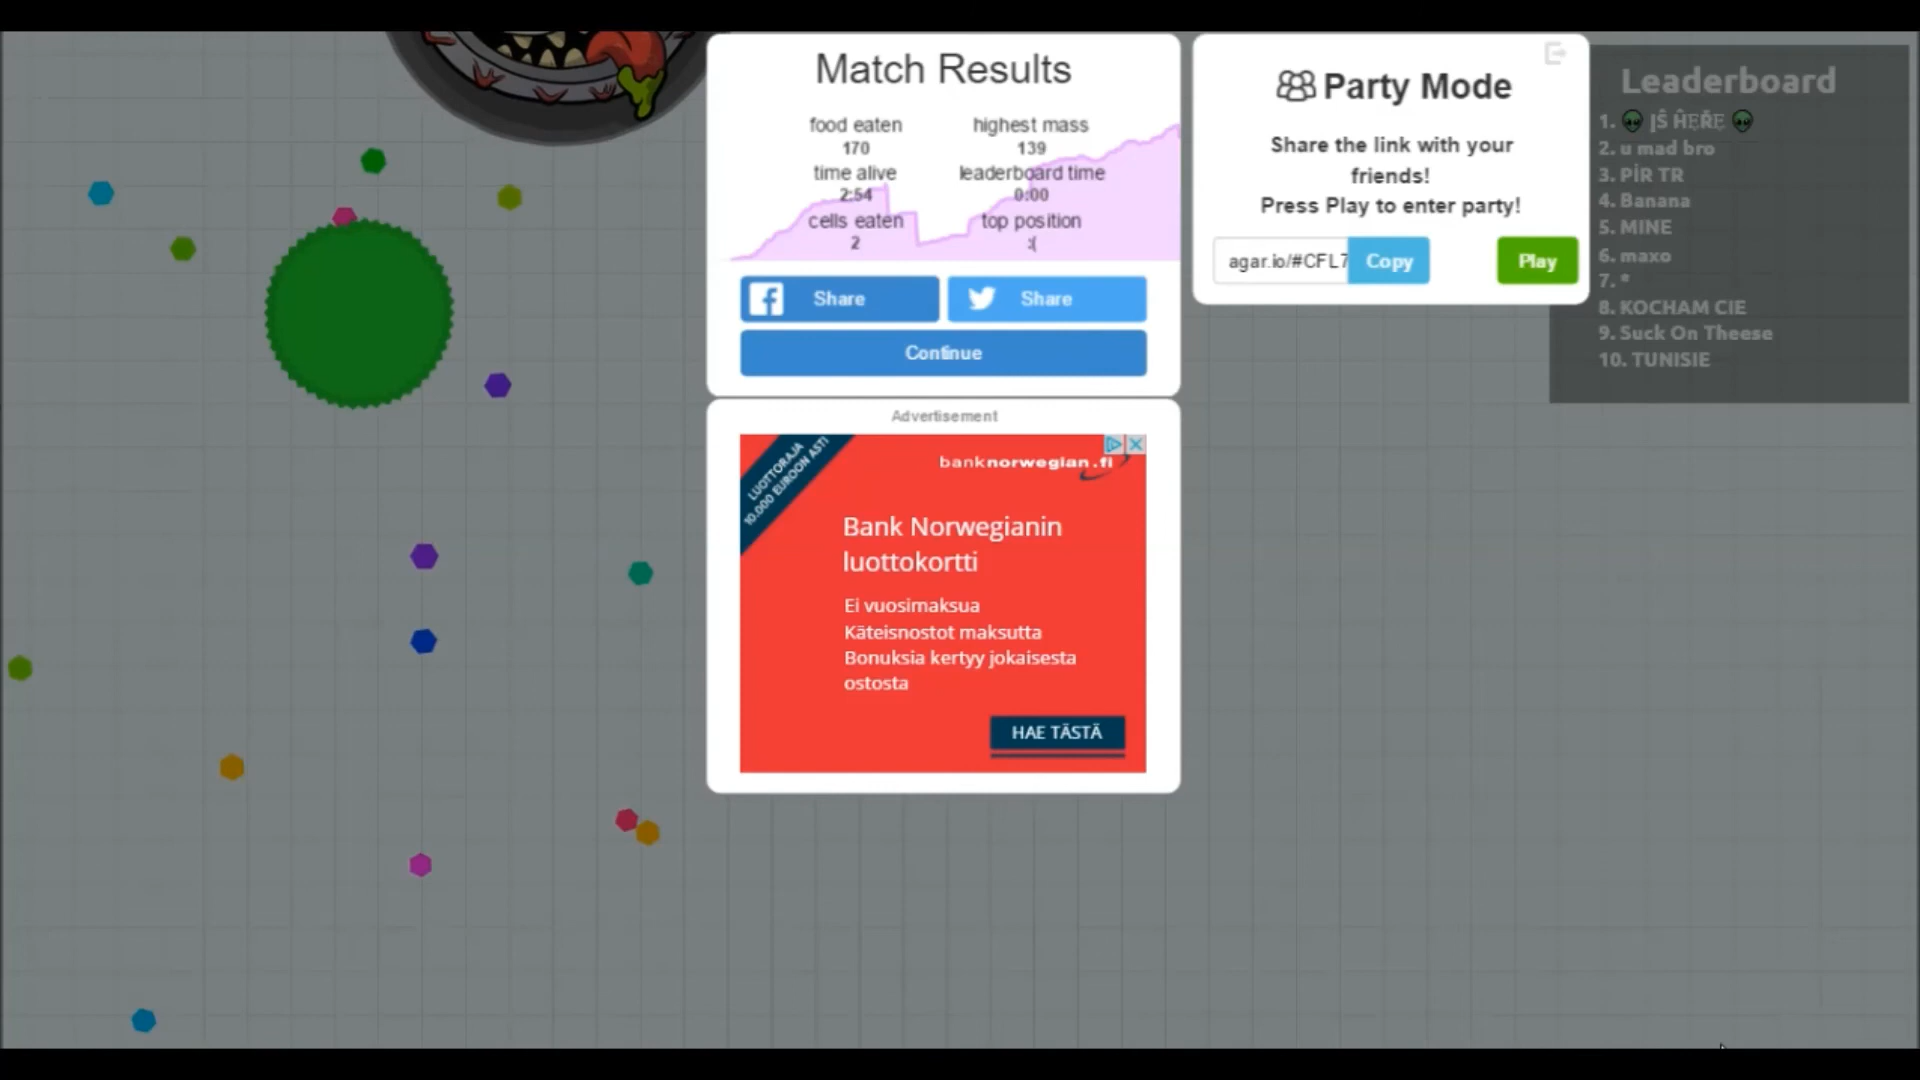 Match Results
food eaten
170
highest mass
139
time alive
2:54
leaderboard time
0:00
cells eaten
2
top position
:(
Share
Share
Continue
Party Mode
Share the link with your
friends!
Press Play to enter party!
agar.io/#CFL7
Copy
Play
Leaderboard
1. 👽 |Ŝ ĤẸŘẸ 👽
2. u mad bro
3. PİR TR
4. Banana
5. MINE
6. maxo
7. *
8. KOCHAM CIE
9. Suck On Theese
10. TUNISIE
Advertisement
LUOTTORAJA
10.000 EUROON ASTI
banknorwegian.fi
Bank Norwegianin
luottokortti
Ei vuosimaksua
Käteisnostot maksutta
Bonuksia kertyy jokaisesta
ostosta
HAE TÄSTÄ